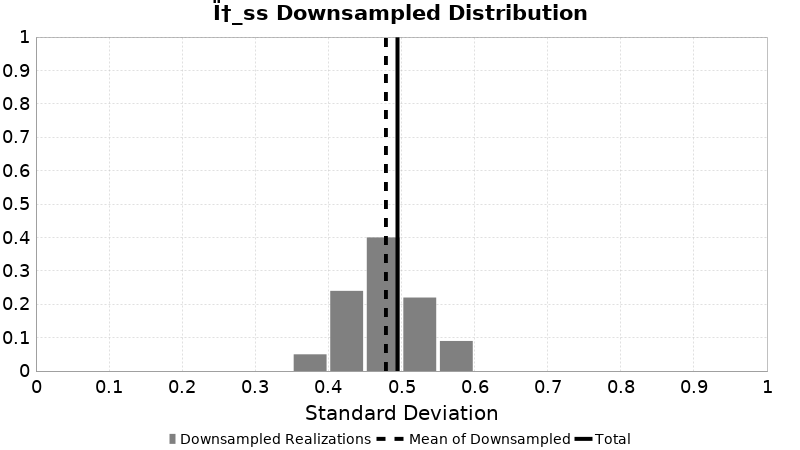 Ï†_ss Downsampled Distribution
1
0.9
0.8
0.7
0.6
0.5
0.4
0.3
0.2
0.1
0
0 0.1 0.2 0.3 0.4 0.5 0.6 0.7 0.8 0.9 1
Standard Deviation
Downsampled Realizations Mean of Downsampled Total